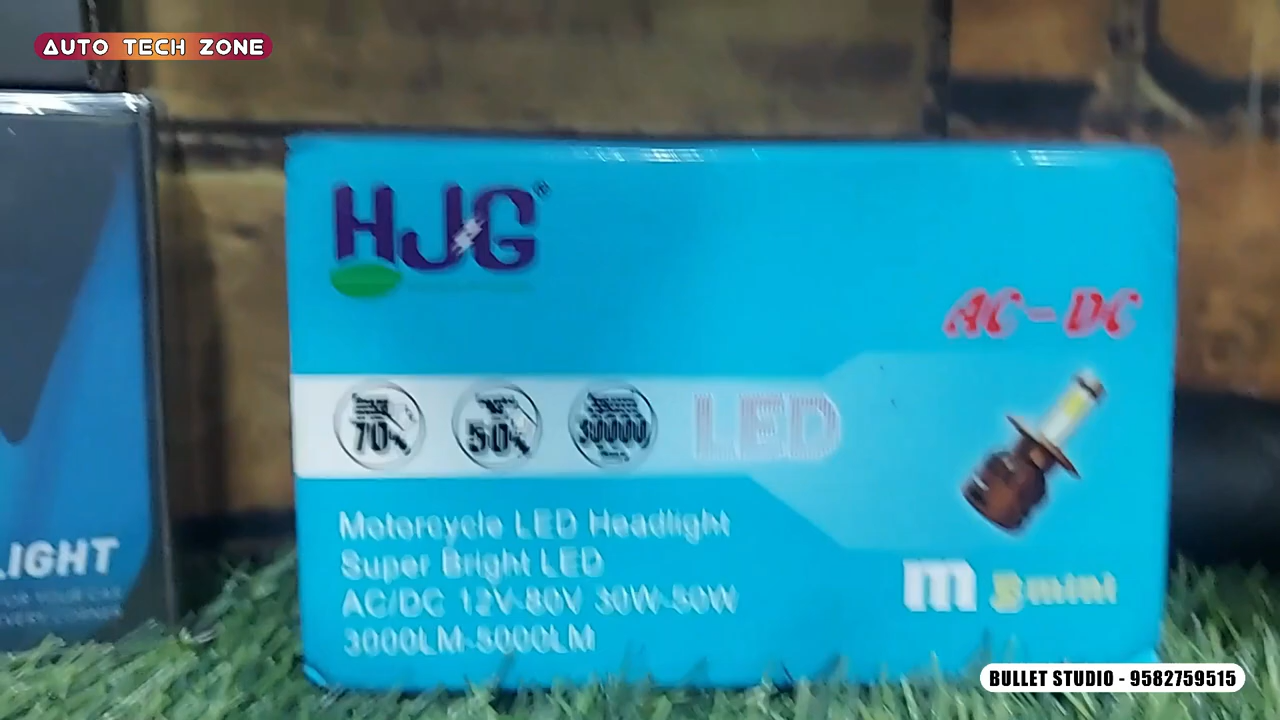 AUTO TECH ZONE
HJG®
AC-DC
70%
50%
30000
LED
Motorcycle LED Headlight
Super Bright LED
AC/DC 12V-80V 30W-50W
3000LM-5000LM
m
mini
LIGHT
BULLET STUDIO - 9582759515